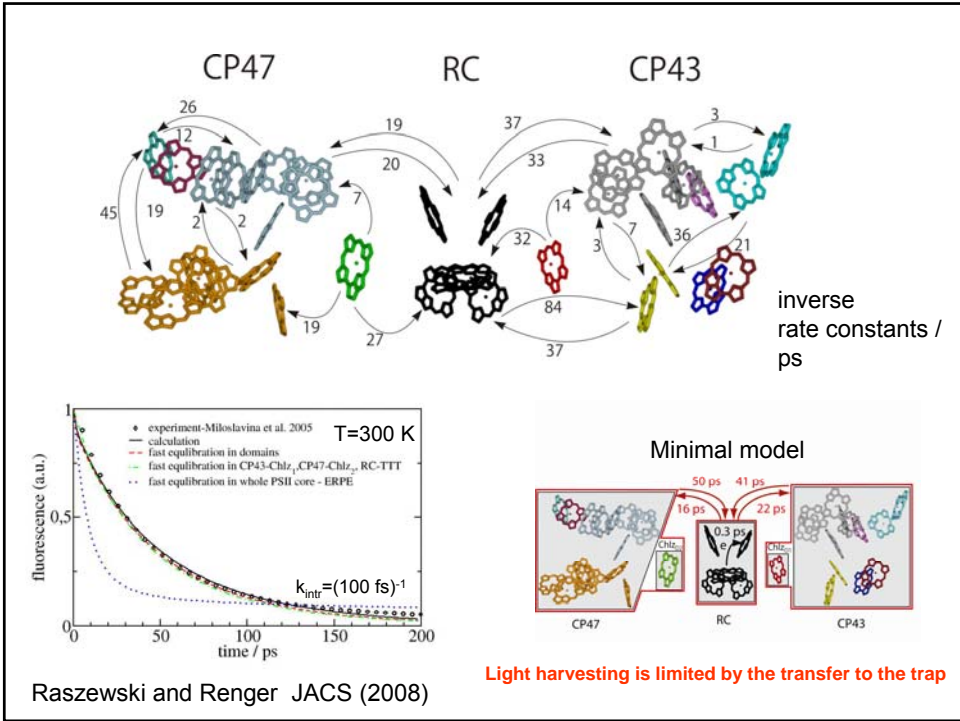 CP47 RC CP43
26
12
19
20
37
33
3
1
7
14
45
19
2
2
32
3
7
36
21
84
19
27
37
inverse
rate constants /
ps
1
0,5
0
fluorescence (a.u.)
experiment-Miloslavina et al. 2005
calculation
fast equlibration in domains
fast equlibration in CP43-Chlz1,CP47-Chlz2, RC-TTT
fast equlibration in whole PSII core - ERPE
T=300 K
kintr=(100 fs)-1
0 50 100 150 200
time / ps
Minimal model
50 ps 41 ps
16 ps 22 ps
0.3 ps
e
CP47
RC
CP43
Light harvesting is limited by the transfer to the trap
Raszewski and Renger JACS (2008)